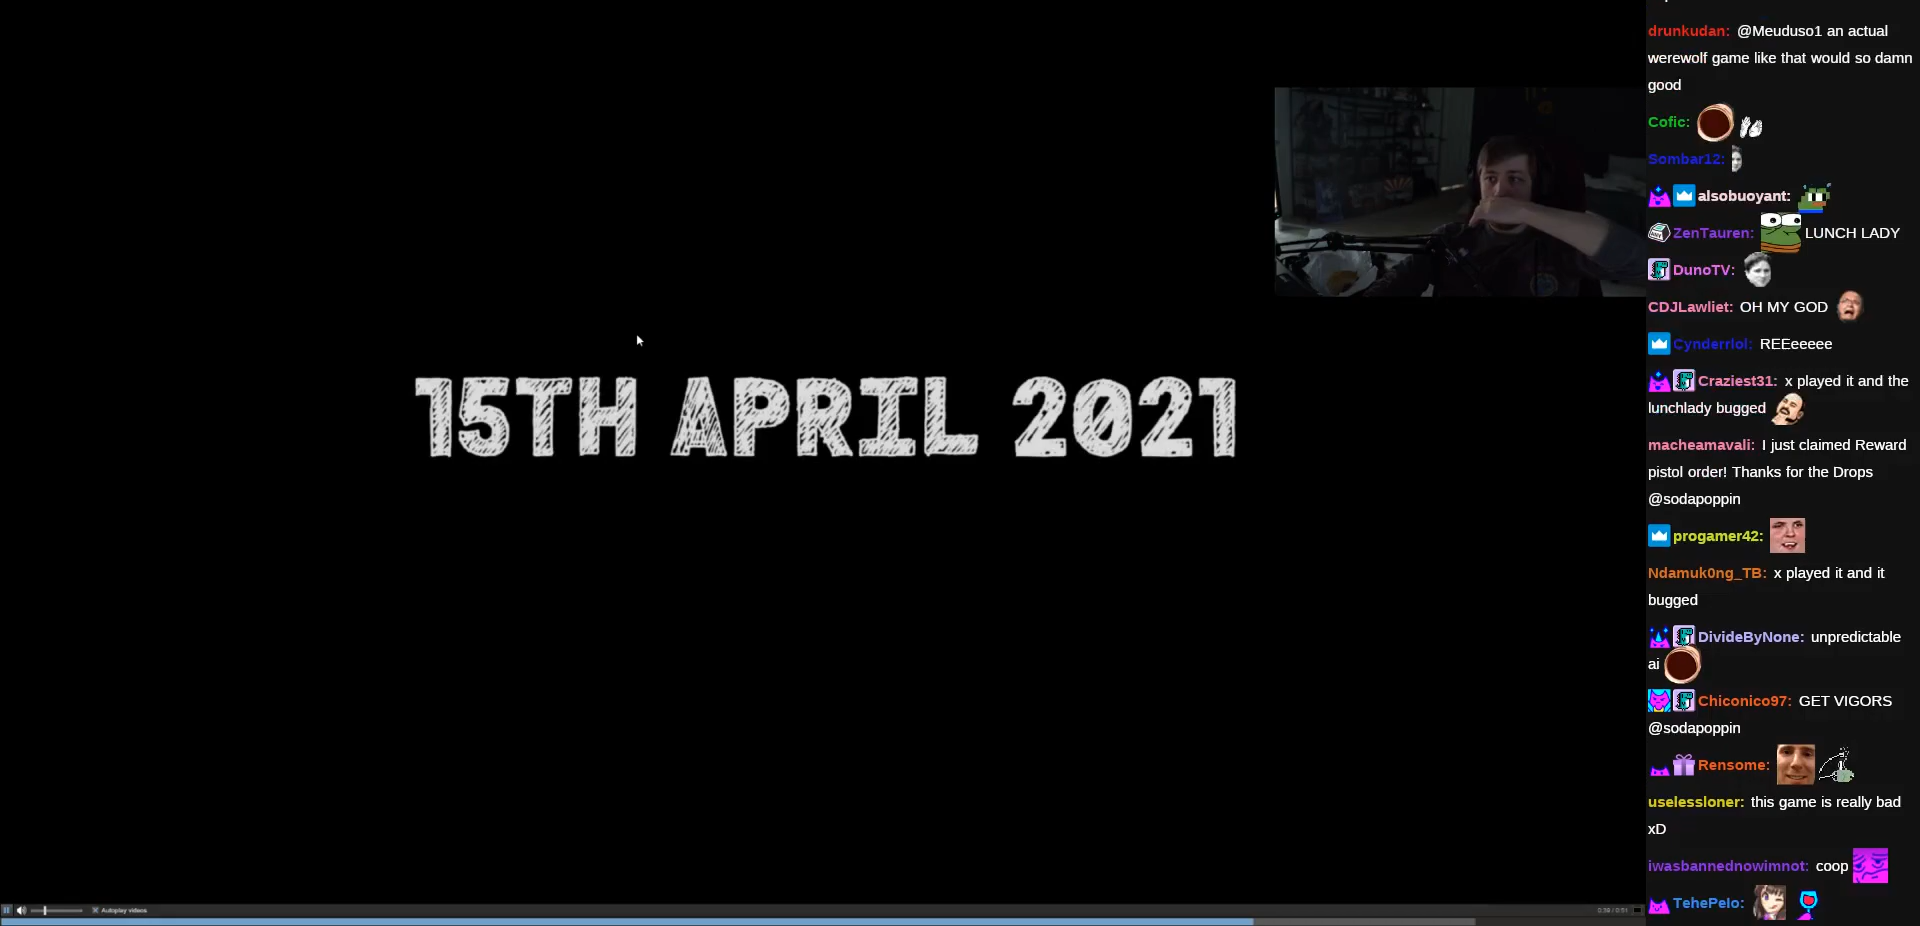 15TH APRIL 2021
Autoplay videos
drunkudan: @Meuduso1 an actual
werewolf game like that would so damn
good
Cofic:
Sombar12:
alsobuoyant:
ZenTauren: LUNCH LADY
DunoTV:
CDJLawliet: OH MY GOD
Cynderrlol: REEeeeee
Craziest31: x played it and the
lunchlady bugged
macheamavali: I just claimed Reward
pistol order! Thanks for the Drops
@sodapoppin
progamer42:
Ndamuk0ng_TB: x played it and it
bugged
DivideByNone: unpredictable
ai
Chiconico97: GET VIGORS
@sodapoppin
Rensome:
uselessloner: this game is really bad
xD
iwasbannednowimnot: coop
TehePelo: